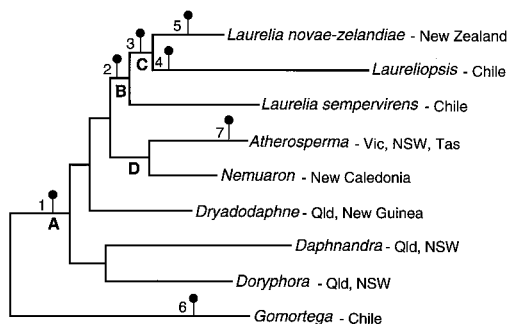 5
Laurelia novae-zelandiae - New Zealand
3
C
4
Laureliopsis - Chile
2
B
Laurelia sempervirens - Chile
7
Atherosperma - Vic, NSW, Tas
D
Nemuaron - New Caledonia
1
A
Dryadodaphne - Qld, New Guinea
Daphnandra - Qld, NSW
Doryphora - Qld, NSW
6
Gomortega - Chile